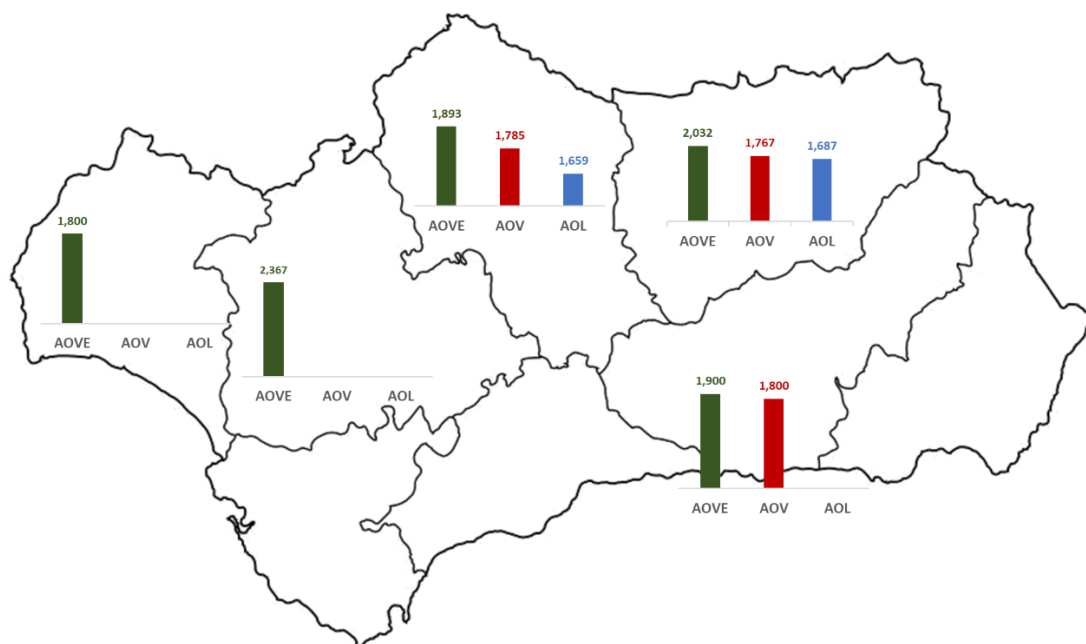 1,893
1,785
1,659
AOVE AOV AOL
2,032
1,767
1,687
AOVE AOV AOL
1,800
AOVE AOV AOL
2,367
AOVE AOV AOL
1,900
1,800
AOVE AOV AOL